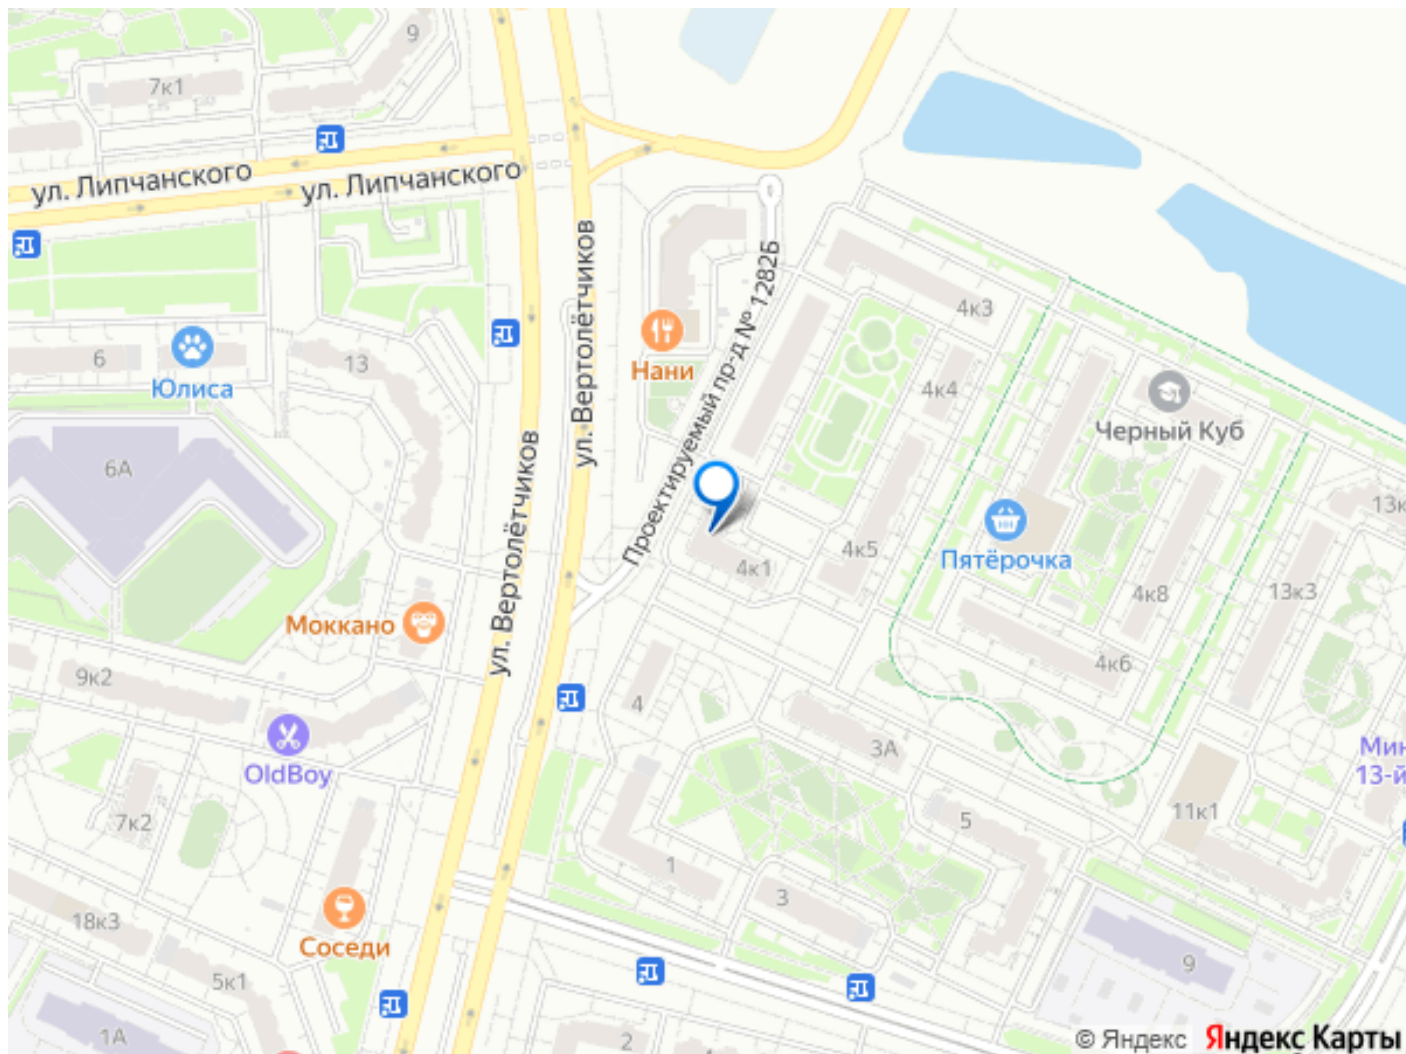 9
7к1
ул. Липчанского
ул. Липчанского
ул. Вертолётчиков
Проектируемый пр-д № 1282Б
4к3
6
Юлиса
13
Нани
4к4
Черный Куб
6А
ул. Вертолётчиков
13к
Пятёрочка
4к5
4к1
4к8
13к3
Моккано
4к6
9к2
4
3А
OldBoy
Мин
13-й
7к2
5
11к1
1
3
18к3
Соседи
9
5к1
1А
2
© Яндекс Яндекс Карты